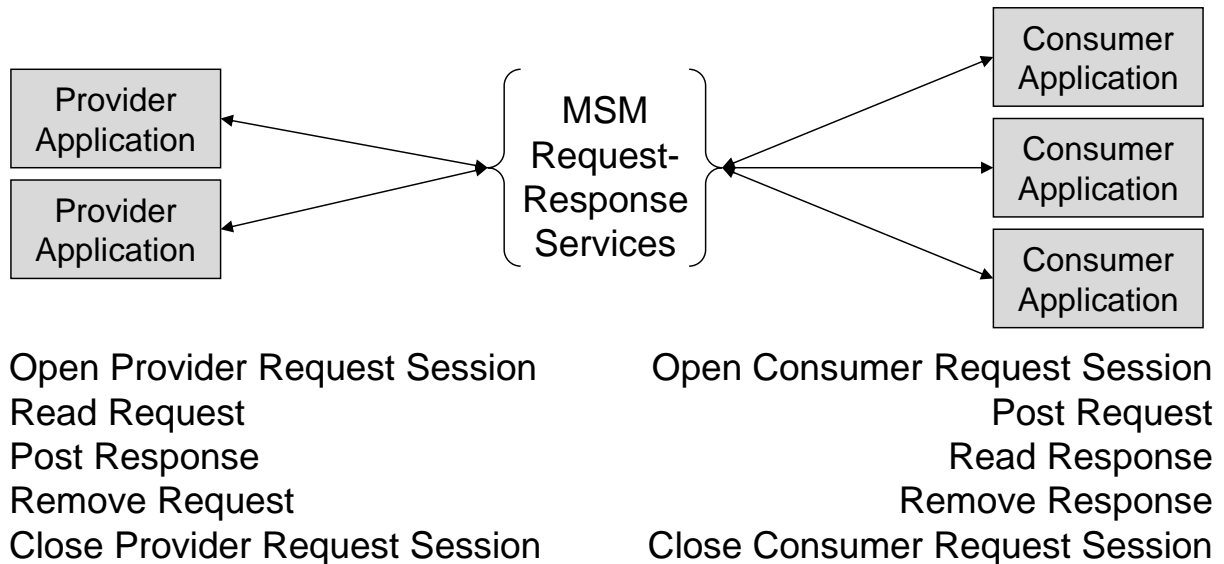 Provider
Application
Provider
Application
MSM
Request-
Response
Services
Consumer
Application
Consumer
Application
Consumer
Application
Open Provider Request Session
Read Request
Post Response
Remove Request
Close Provider Request Session
Open Consumer Request Session
Post Request
Read Response
Remove Response
Close Consumer Request Session